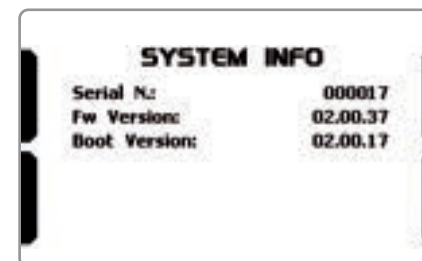 SYSTEM INFO
Serial N.: 000017
Fw Version: 02.00.37
Boot Version: 02.00.17